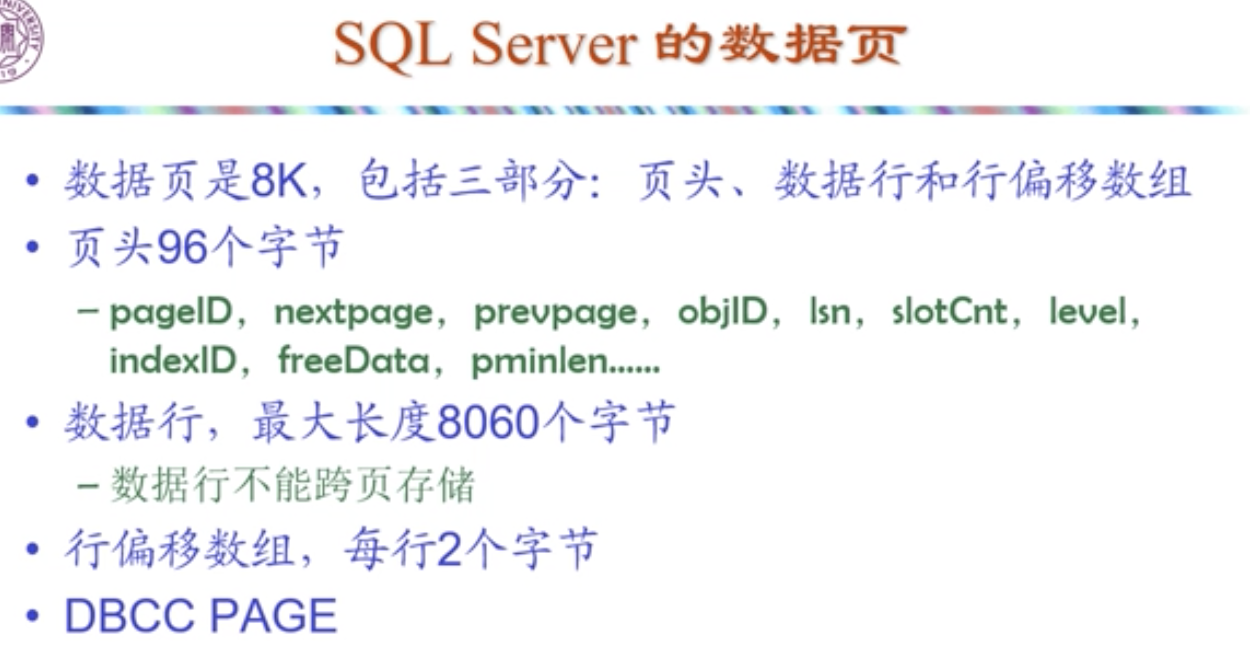 SQL Server 的数据页
• 数据页是8K，包括三部分：页头、数据行和行偏移数组
• 页头96个字节
– pageID，nextpage，prevpage，objID，lsn，slotCnt，level，
indexID，freeData，pminlen......
• 数据行，最大长度8060个字节
– 数据行不能跨页存储
• 行偏移数组，每行2个字节
• DBCC PAGE